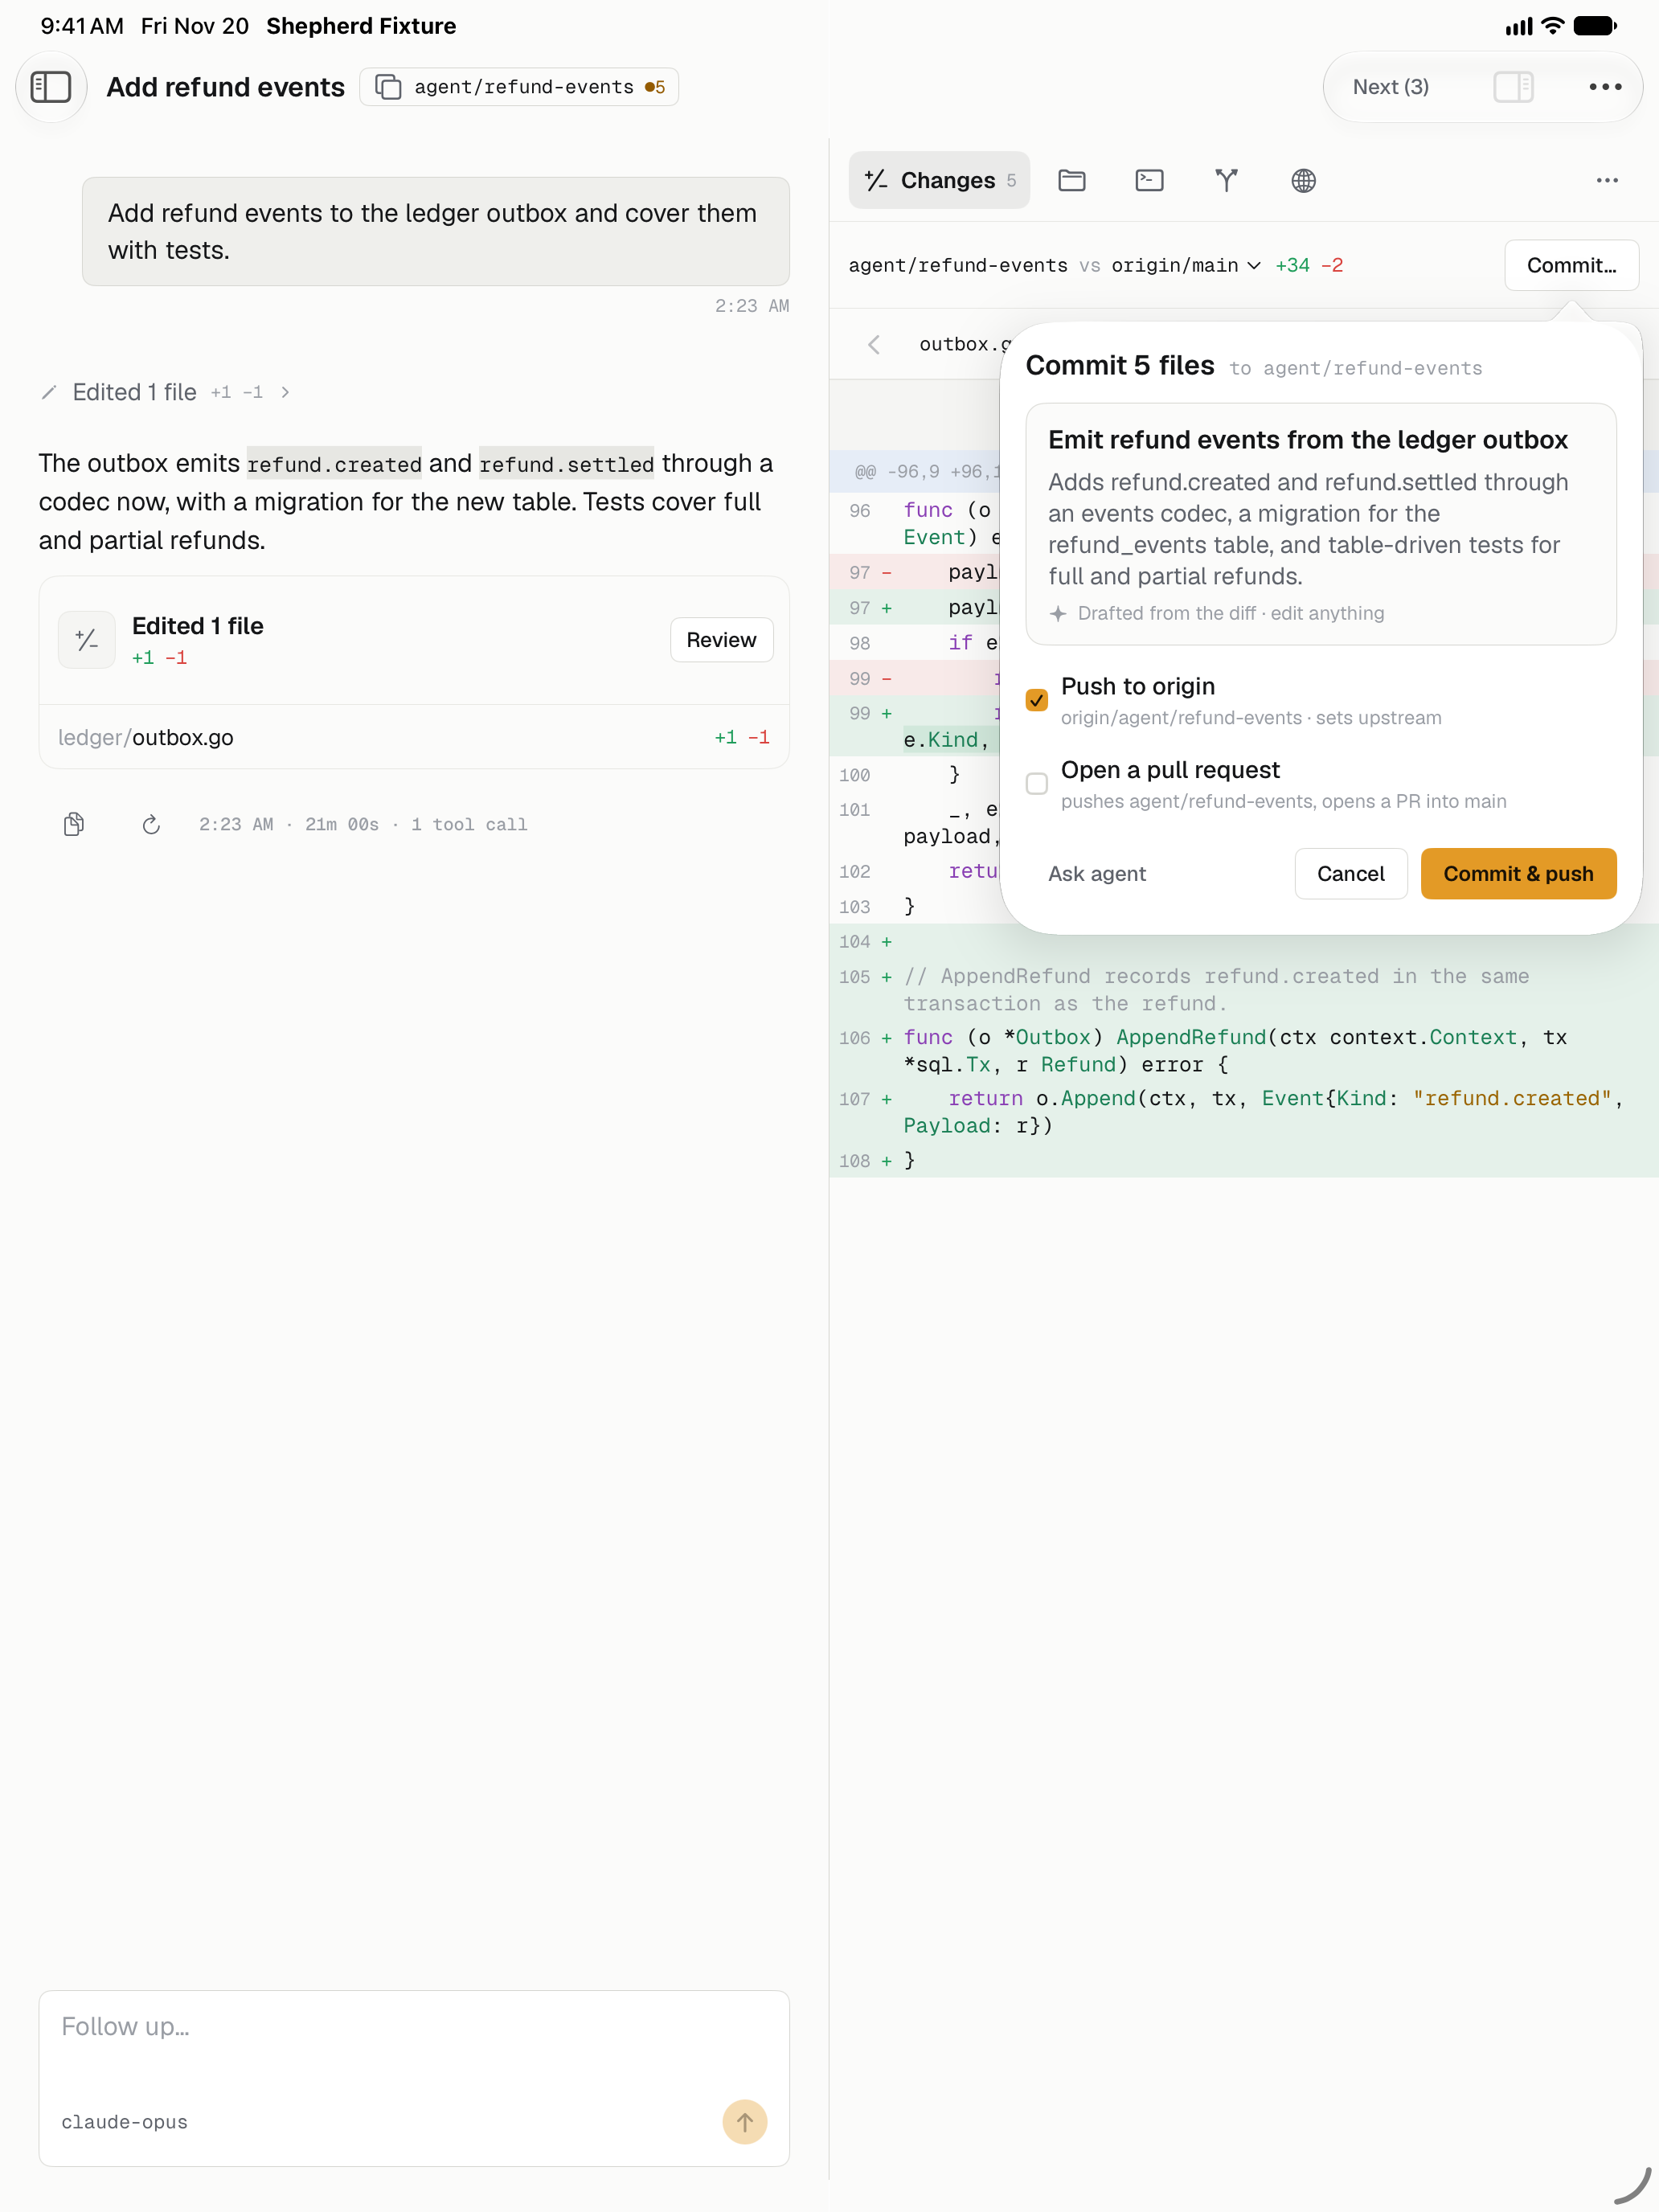 9:41 AM Fri Nov 20 Shepherd Fixture
Add refund events agent/refund-events 5
Next (3)
Add refund events to the ledger outbox and cover them
with tests.
2:23 AM
Edited 1 file +1 −1
The outbox emits refund.created and refund.settled through a
codec now, with a migration for the new table. Tests cover full
and partial refunds.
Edited 1 file
+1 −1
Review
ledger/outbox.go +1 −1
2:23 AM · 21m 00s · 1 tool call
Follow up…
claude-opus
Changes 5
agent/refund-events vs origin/main +34 −2
Commit…
Commit 5 files to agent/refund-events
Emit refund events from the ledger outbox
Adds refund.created and refund.settled through
an events codec, a migration for the
refund_events table, and table-driven tests for
full and partial refunds.
Drafted from the diff · edit anything
Push to origin
origin/agent/refund-events · sets upstream
Open a pull request
pushes agent/refund-events, opens a PR into main
Ask agent Cancel Commit & push
@@ -96,9
96 func (o
Event)
97 −
97 +
98 if
99 −
99 +
e.Kind,
100 }
101 _,
payload,
102
103 }
104 +
105 + // AppendRefund records refund.created in the same
transaction as the refund.
106 + func (o *Outbox) AppendRefund(ctx context.Context, tx
*sql.Tx, r Refund) error {
107 + return o.Append(ctx, tx, Event{Kind: "refund.created",
Payload: r})
108 + }